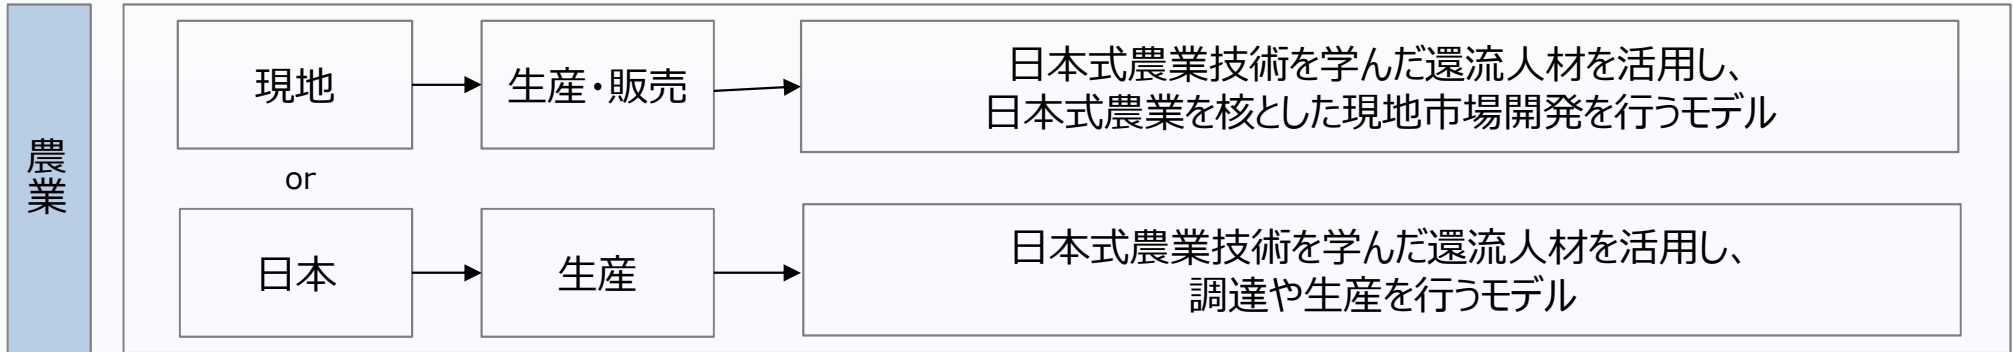 農業
現地
生産・販売
日本式農業技術を学んだ還流人材を活用し、
日本式農業を核とした現地市場開発を行うモデル
or
日本
生産
日本式農業技術を学んだ還流人材を活用し、
調達や生産を行うモデル